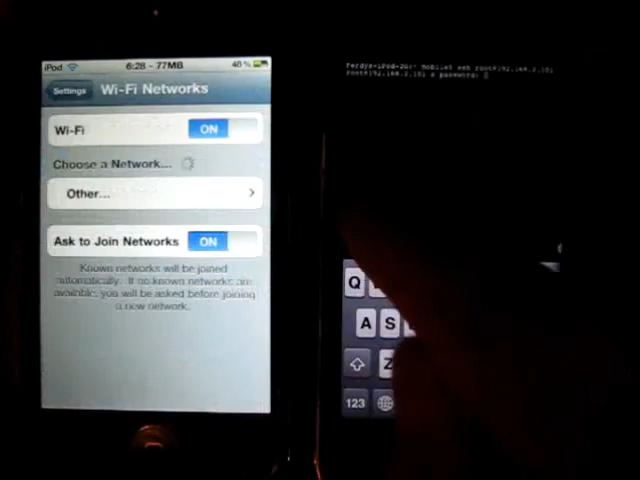 iPod 6:28 - 77MB 48%
Settings Wi-Fi Networks
Wi-Fi ON
Choose a Network...
Other...
Ask to Join Networks ON
Known networks will be joined
automatically. If no known networks are
available, you will be asked before joining
a new network.
Ferdys-iPod-2G:~ mobile$ ssh root@192.168.2.101
root@192.168.2.101's password:
Q
A S
Z
123